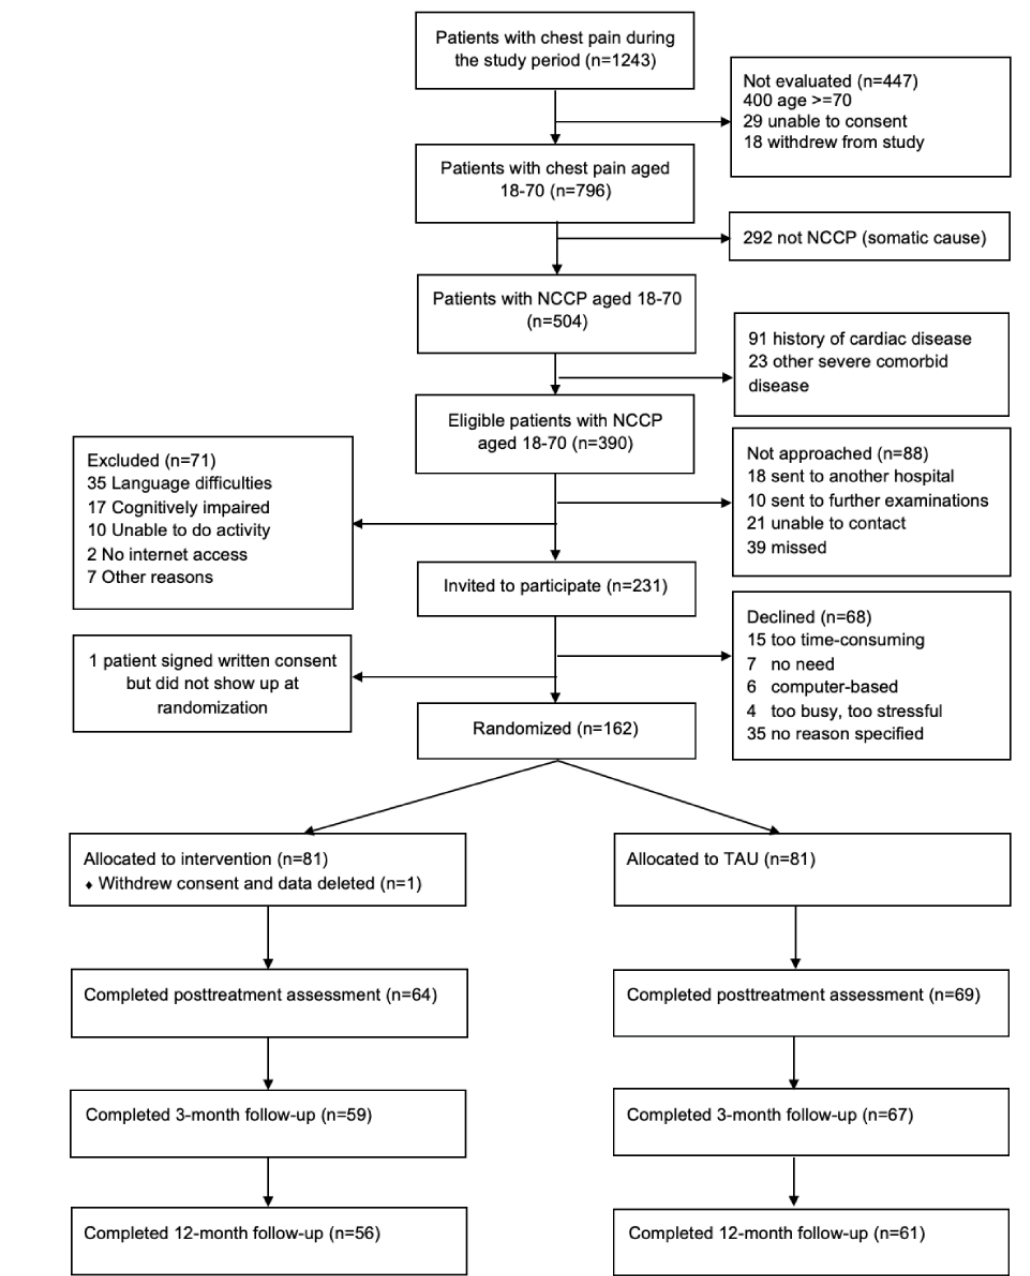 Patients with chest pain during
the study period (n=1243)
Not evaluated (n=447)
400 age >=70
29 unable to consent
18 withdrew from study
Patients with chest pain aged
18-70 (n=796)
292 not NCCP (somatic cause)
Patients with NCCP aged 18-70
(n=504)
91 history of cardiac disease
23 other severe comorbid
disease
Eligible patients with NCCP
aged 18-70 (n=390)
Excluded (n=71)
35 Language difficulties
17 Cognitively impaired
10 Unable to do activity
2 No internet access
7 Other reasons
Not approached (n=88)
18 sent to another hospital
10 sent to further examinations
21 unable to contact
39 missed
Invited to participate (n=231)
Declined (n=68)
15 too time-consuming
7 no need
6 computer-based
4 too busy, too stressful
35 no reason specified
1 patient signed written consent
but did not show up at
randomization
Randomized (n=162)
Allocated to intervention (n=81)
♦ Withdrew consent and data deleted (n=1)
Allocated to TAU (n=81)
Completed posttreatment assessment (n=64)
Completed posttreatment assessment (n=69)
Completed 3-month follow-up (n=59)
Completed 3-month follow-up (n=67)
Completed 12-month follow-up (n=56)
Completed 12-month follow-up (n=61)